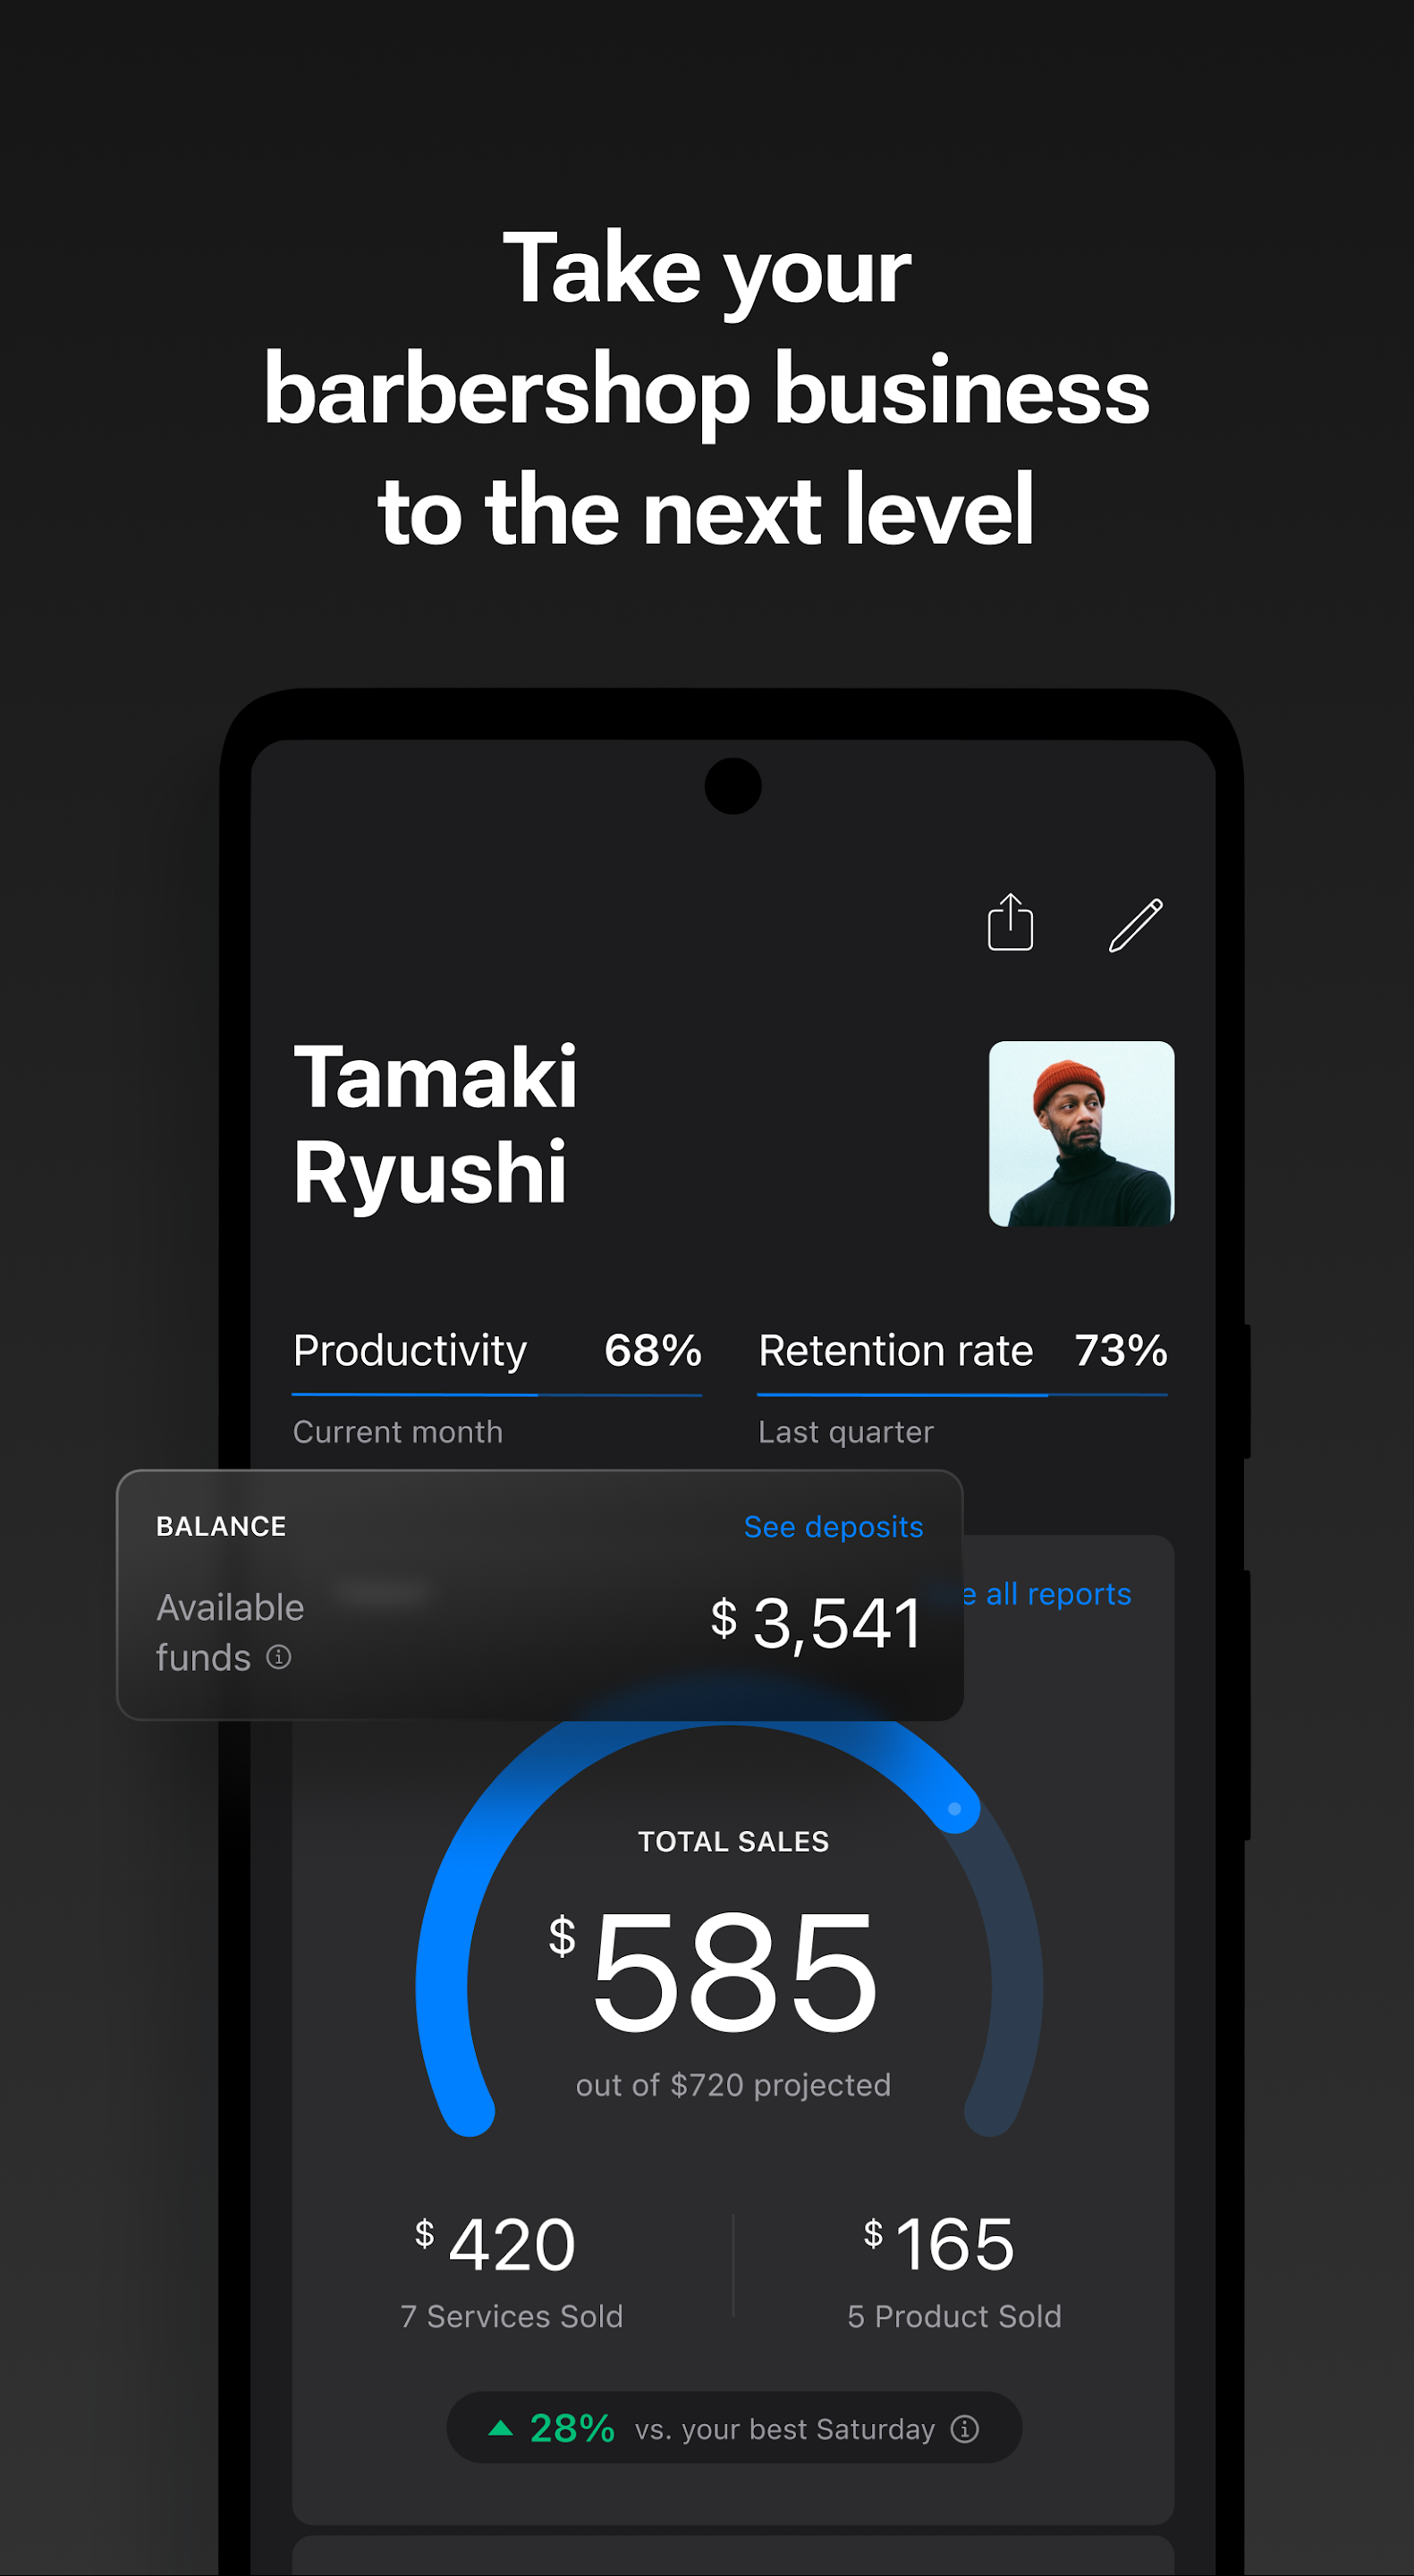 Take your
barbershop business
to the next level
Tamaki
Ryushi
Productivity 68%
Retention rate 73%
Current month
Last quarter
BALANCE
See deposits
Available
funds
$ 3,541
all reports
TOTAL SALES
$ 585
out of $720 projected
$ 420
7 Services Sold
$ 165
5 Product Sold
28% vs. your best Saturday